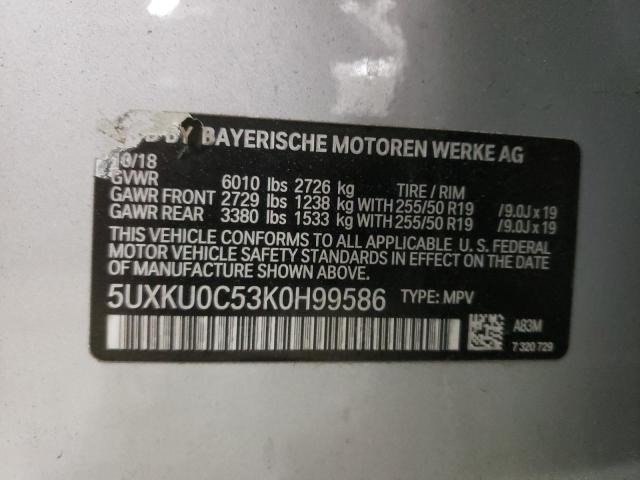 BY BAYERISCHE MOTOREN WERKE AG
10/18
GVWR 6010 lbs 2726 kg TIRE / RIM
GAWR FRONT 2729 lbs 1238 kg WITH 255/50 R19 /9.0J x 19
GAWR REAR 3380 lbs 1533 kg WITH 255/50 R19 /9.0J x 19
THIS VEHICLE CONFORMS TO ALL APPLICABLE U. S. FEDERAL
MOTOR VEHICLE SAFETY STANDARDS IN EFFECT ON THE DATE OF
MANUFACTURE SHOWN ABOVE.
5UXKU0C53K0H99586 TYPE: MPV
A83M
7 320 729